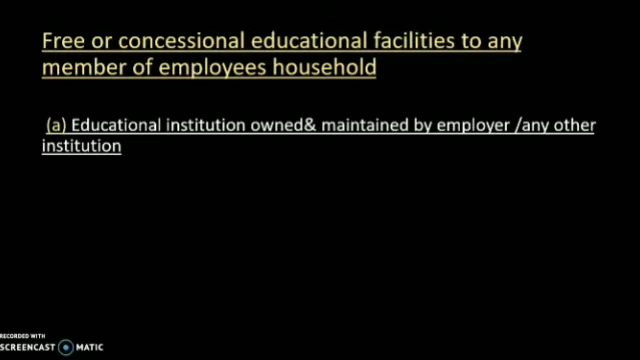 Free or concessional educational facilities to any
member of employees household
(a) Educational institution owned& maintained by employer /any other
institution
RECORDED WITH
SCREENCAST MATIC